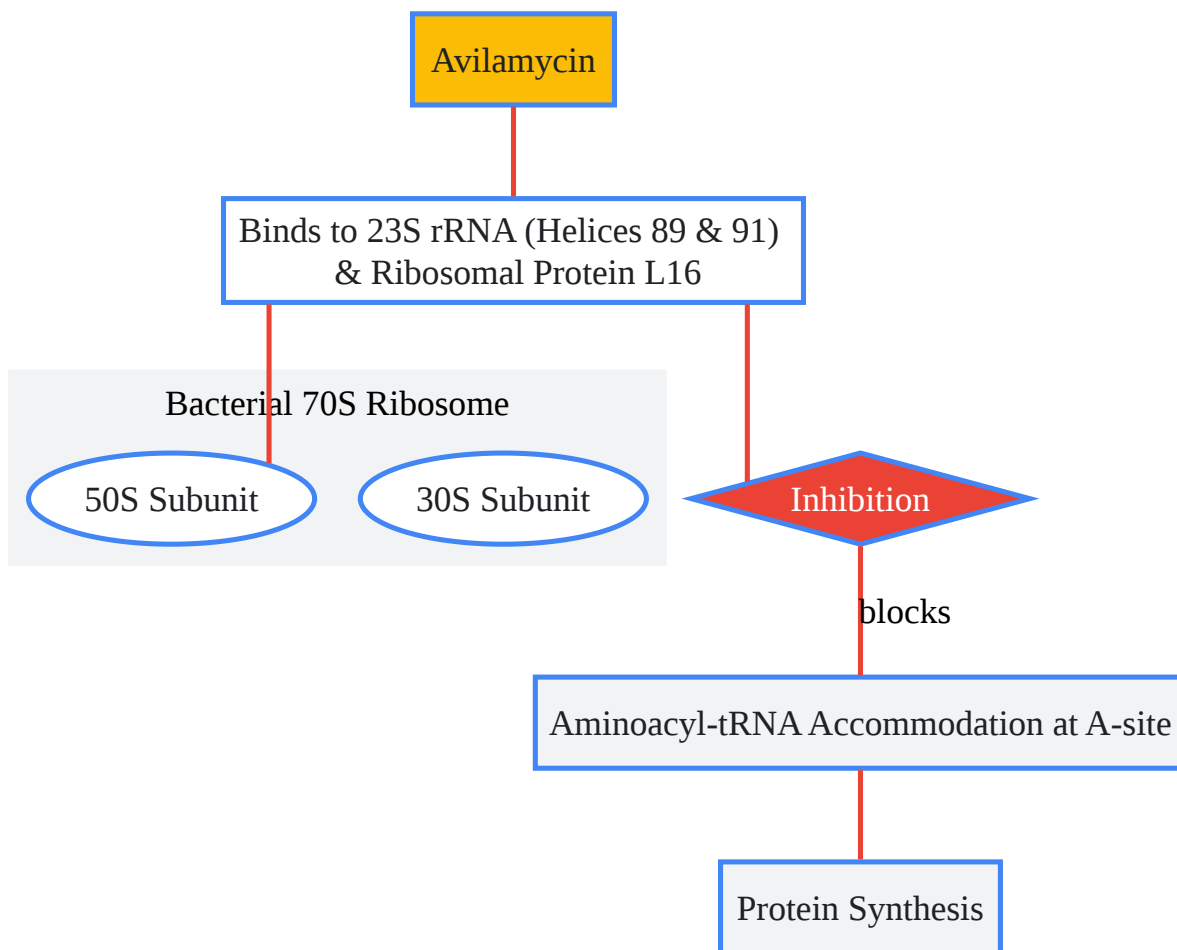 Avilamycin
Binds to 23S rRNA (Helices 89 & 91)
& Ribosomal Protein L16
Bacterial 70S Ribosome
50S Subunit
30S Subunit
Inhibition
blocks
Aminoacyl-tRNA Accommodation at A-site
Protein Synthesis